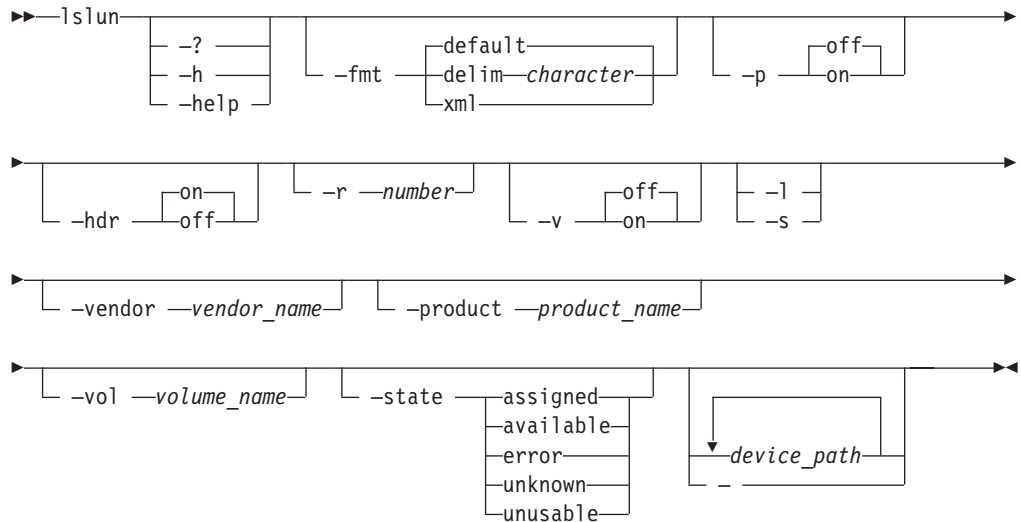 lslun
–?
–h
–help
–fmt
default
delim character
xml
–p
off
on
–hdr
on
off
–r number
–v
off
on
–l
–s
–vendor vendor_name
–product product_name
–vol volume_name
–state
assigned
available
error
unknown
unusable
device_path
–